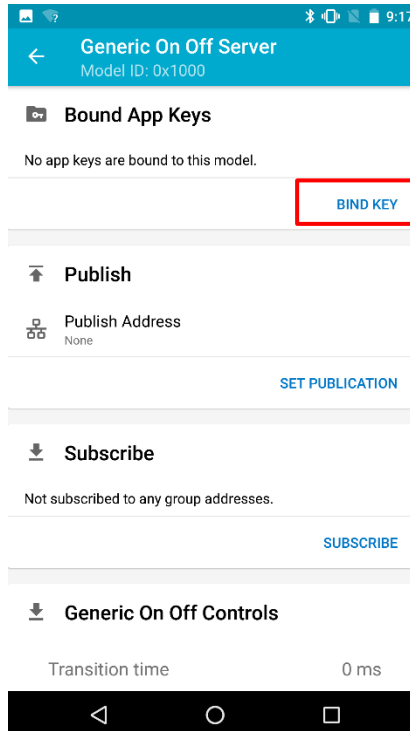 9:17
Generic On Off Server
Model ID: 0x1000
Bound App Keys
No app keys are bound to this model.
BIND KEY
Publish
Publish Address
None
SET PUBLICATION
Subscribe
Not subscribed to any group addresses.
SUBSCRIBE
Generic On Off Controls
Transition time
0 ms